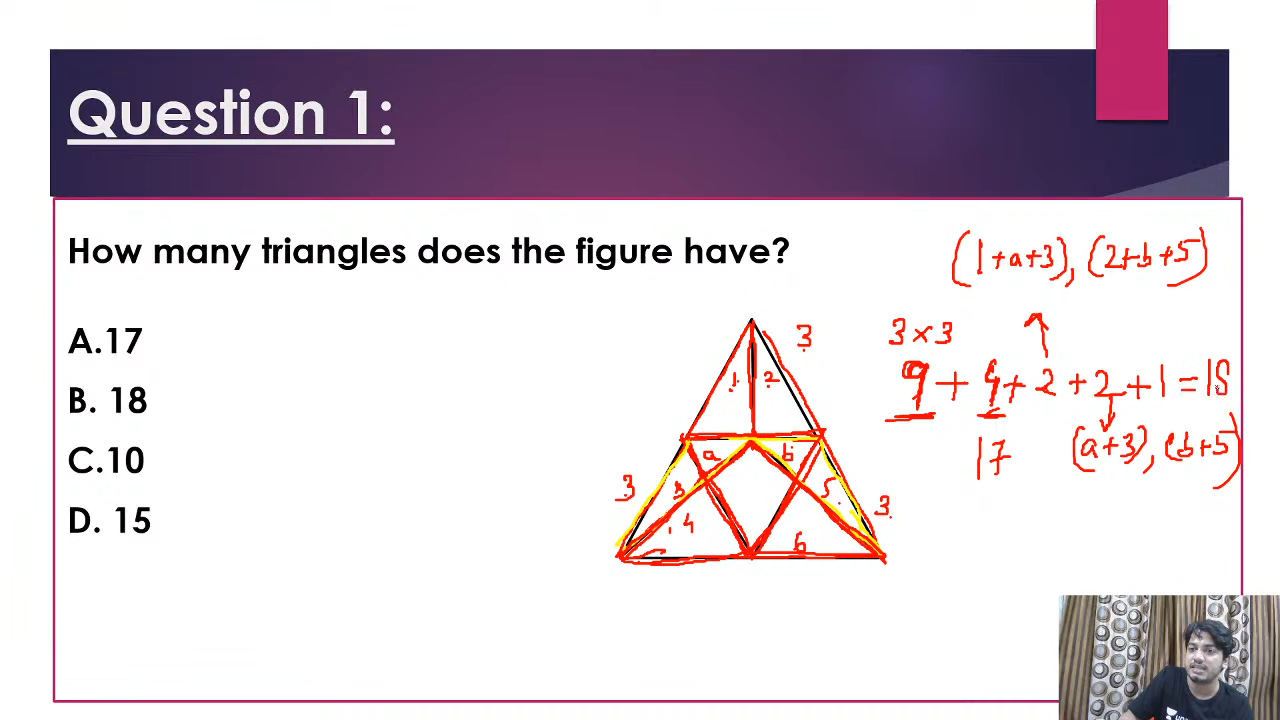 Question 1:
How many triangles does the figure have?
(1+a+3), (2+b+5)
A.17
B. 18
C.10
D. 15
3×3
9+4+2+2+1=18
17
(a+3), (b+5)
3
1 2
a b
3 3 5 3
4 6